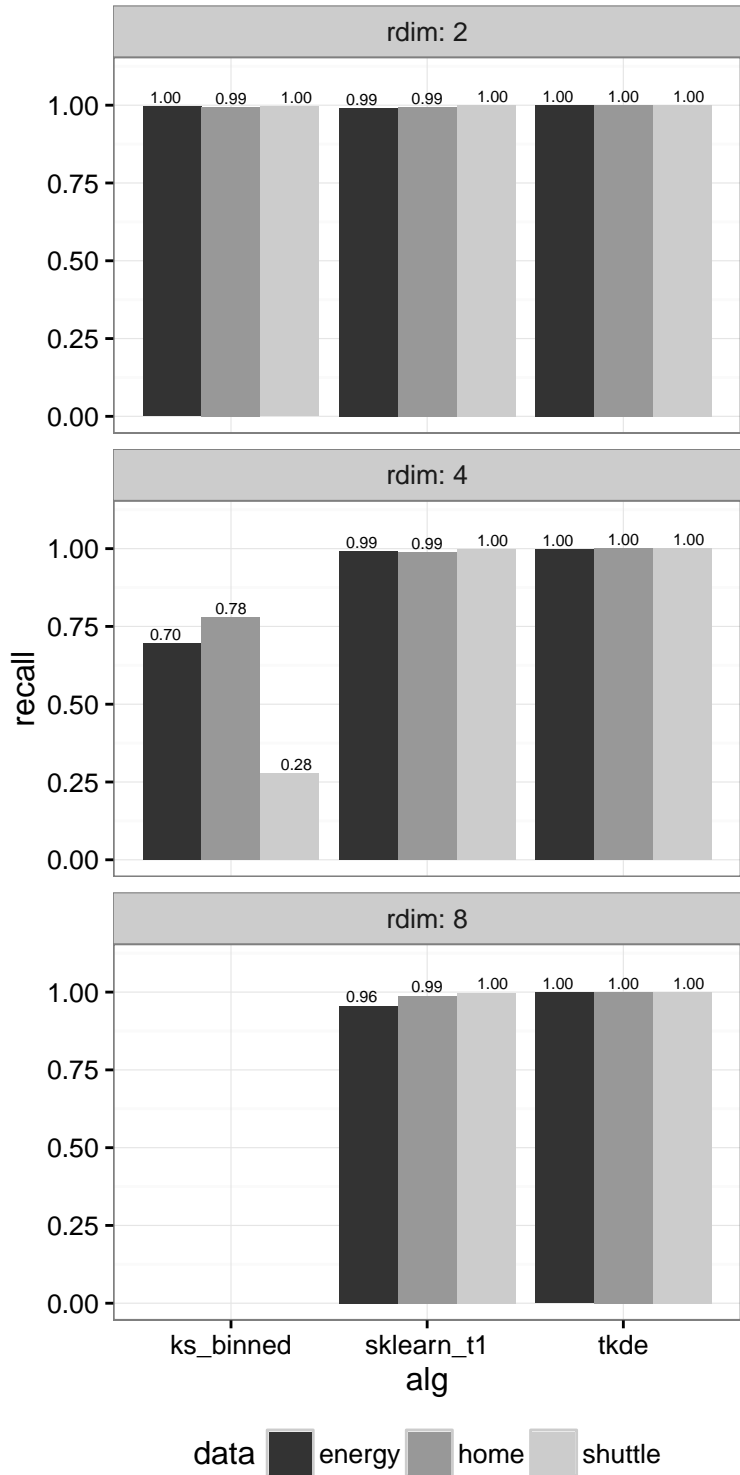 rdim: 2
1.00 0.99 1.00 0.99 0.99 1.00 1.00 1.00 1.00
1.00
0.75
0.50
0.25
0.00
rdim: 4
0.70 0.78 0.28 0.99 0.99 1.00 1.00 1.00 1.00
1.00
0.75
0.50
0.25
0.00
recall
rdim: 8
0.96 0.99 1.00 1.00 1.00 1.00
1.00
0.75
0.50
0.25
0.00
ks_binned sklearn_t1 tkde
alg
data energy home shuttle